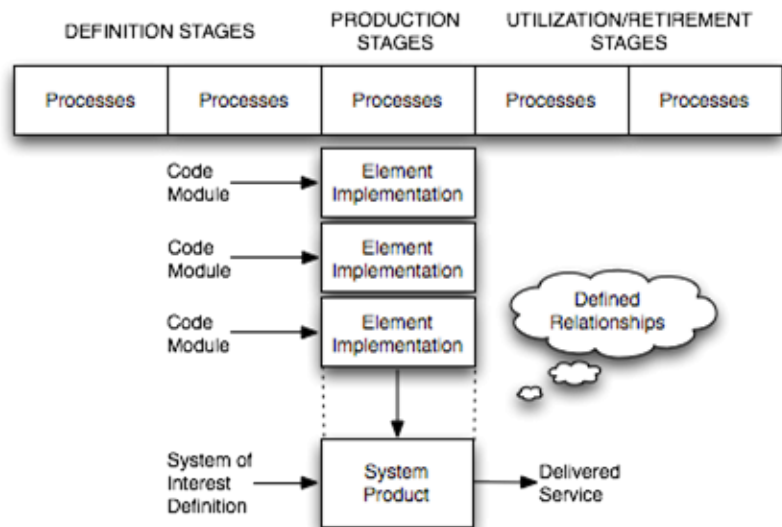 DEFINITION STAGES
PRODUCTION
STAGES
UTILIZATION/RETIREMENT
STAGES
Processes
Processes
Processes
Processes
Processes
Code
Module
Element
Implementation
Code
Module
Element
Implementation
Code
Module
Element
Implementation
Defined
Relationships
System of
Interest
Definition
System
Product
Delivered
Service